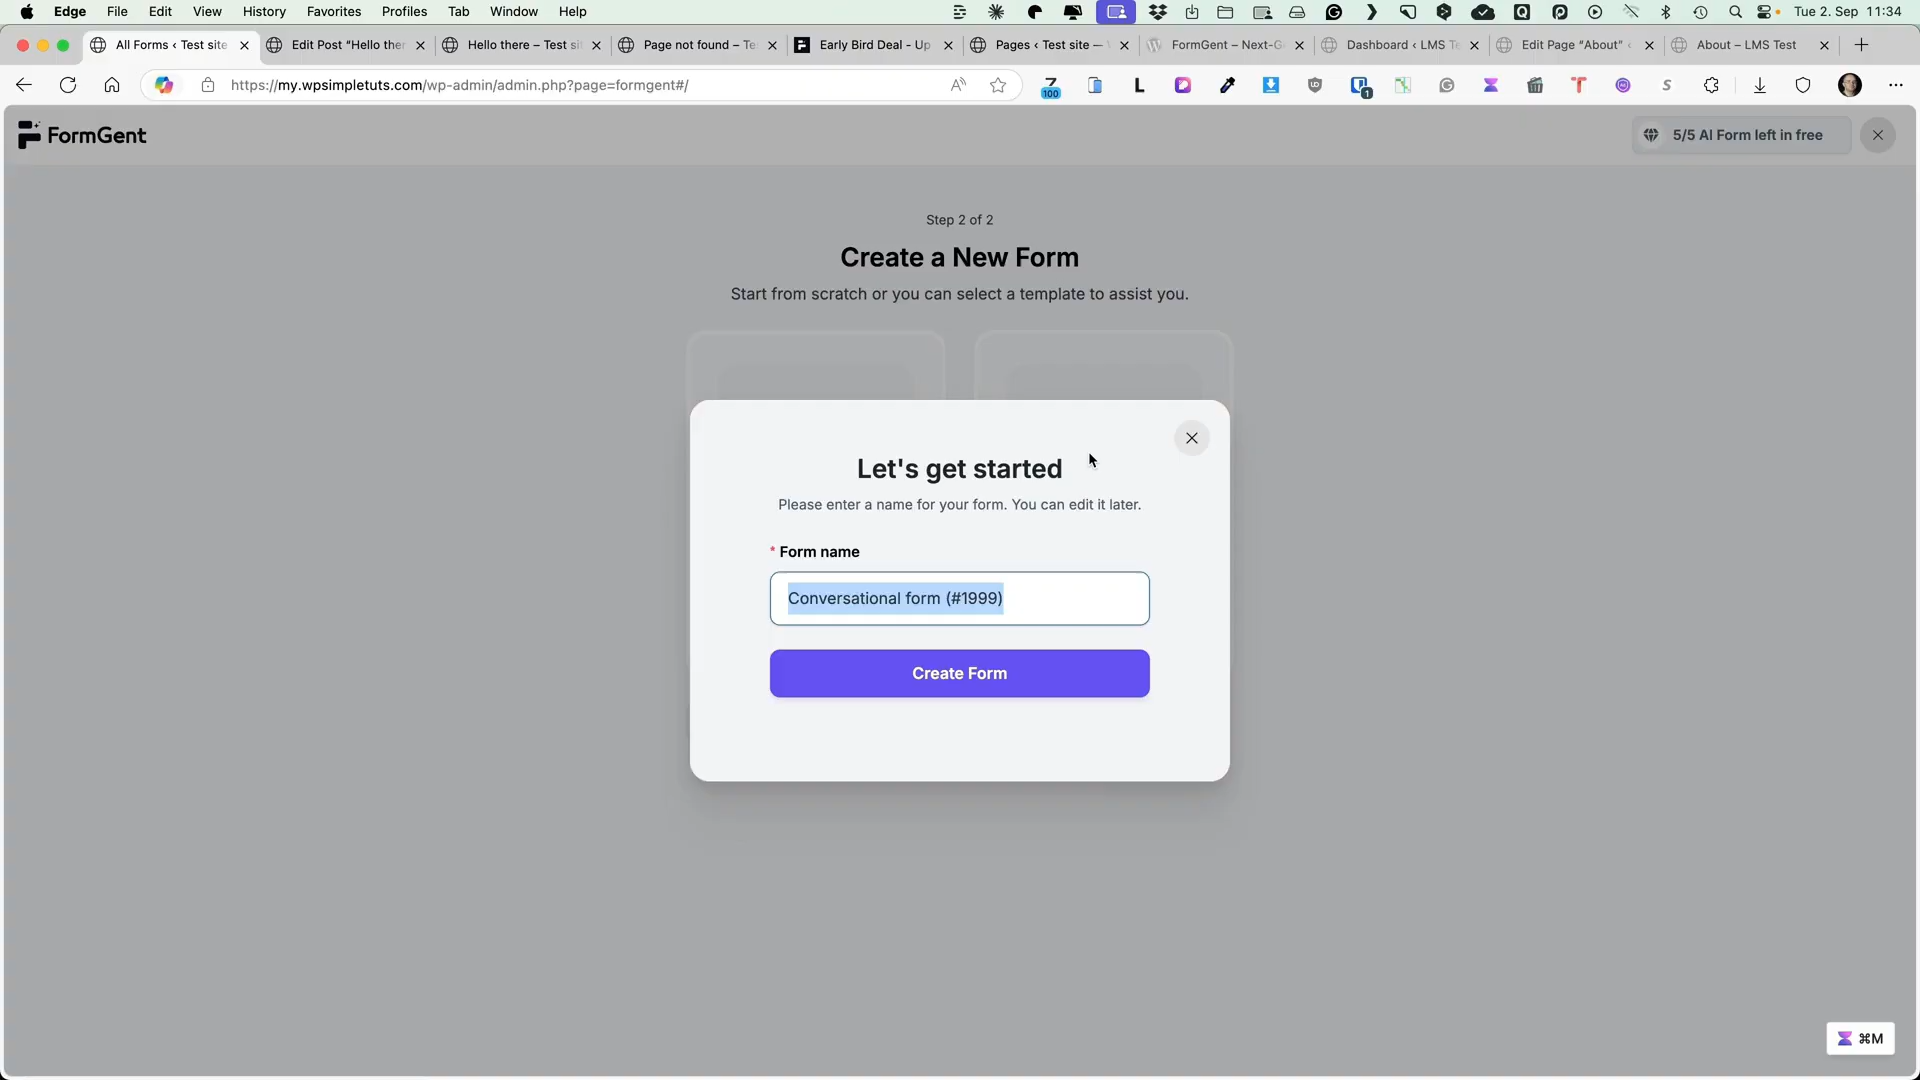 Edge File Edit View History Favorites Profiles Tab Window Help Tue 2. Sep 11:34
All Forms ‹ Test site Edit Post “Hello ther Hello there – Test si Page not found – Te Early Bird Deal - Up Pages ‹ Test site — FormGent – Next-G Dashboard ‹ LMS Te Edit Page “About” ‹ About – LMS Test
https://my.wpsimpletuts.com/wp-admin/admin.php?page=formgent#/
100
1
FormGent
5/5 AI Form left in free
Step 2 of 2
Create a New Form
Start from scratch or you can select a template to assist you.
Let's get started
Please enter a name for your form. You can edit it later.
* Form name
Conversational form (#1999)
Create Form
⌘M